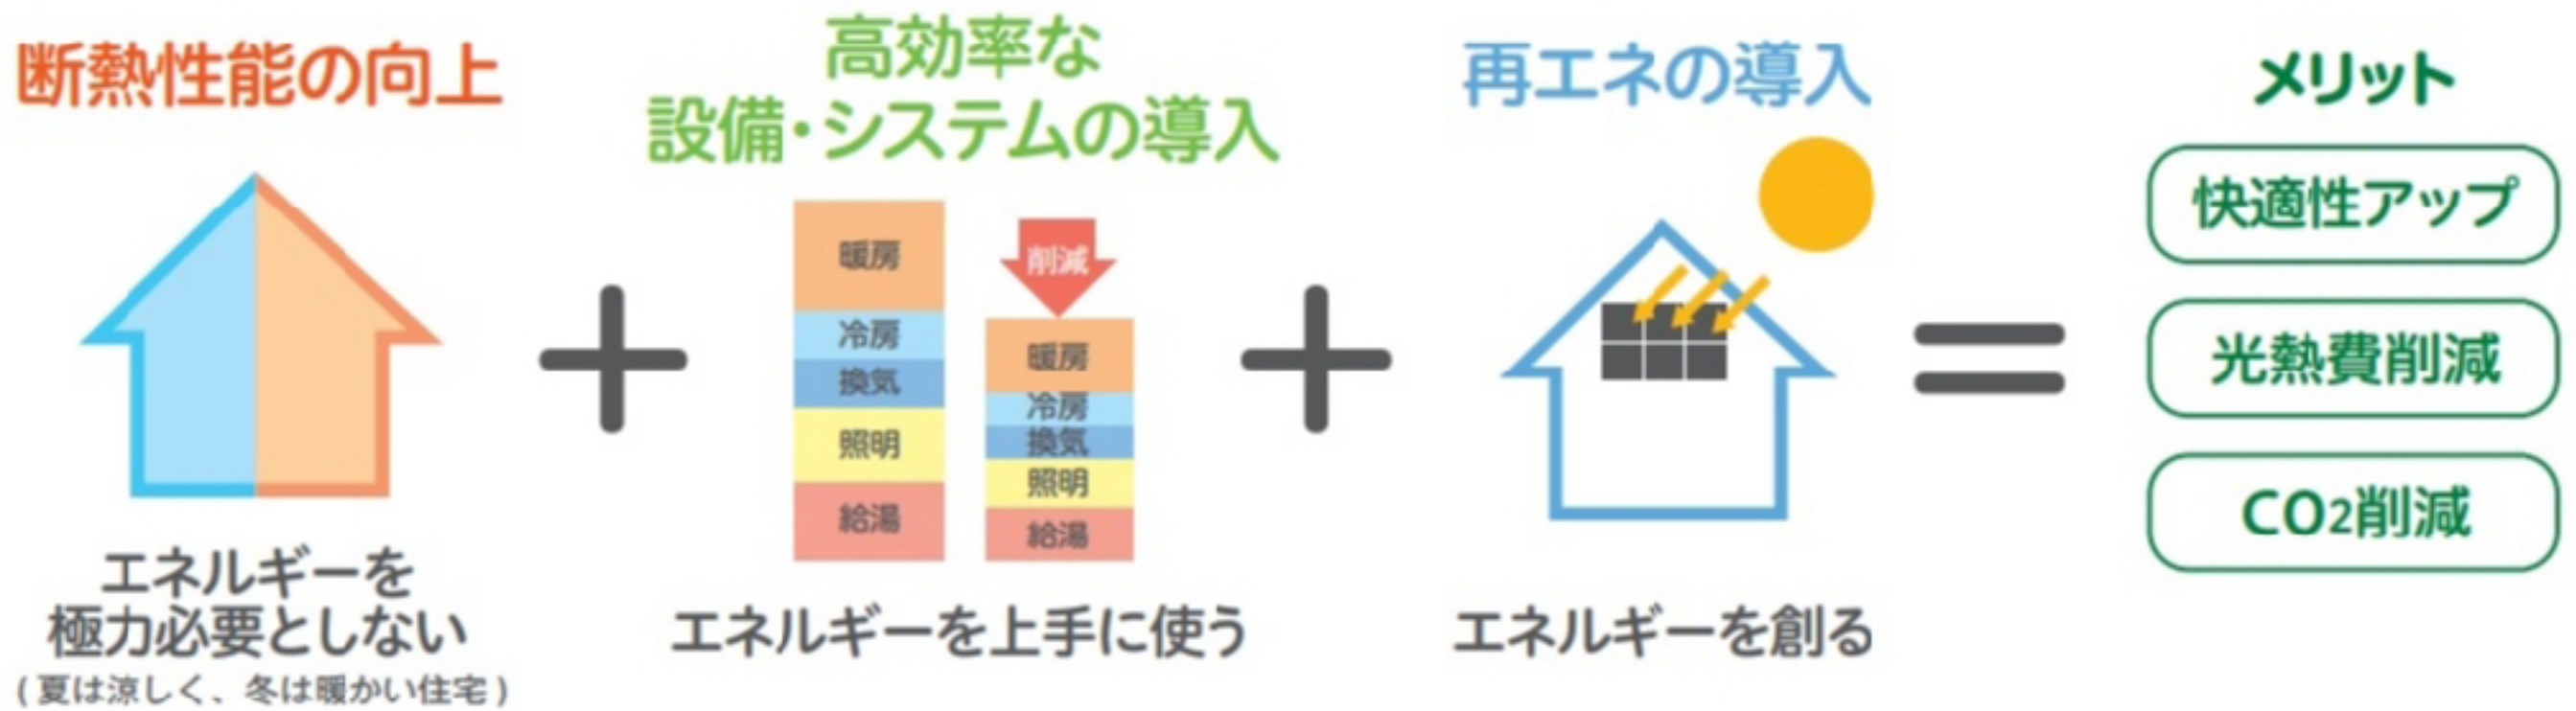 断熱性能の向上
エネルギーを
極力必要としない
(夏は涼しく、冬は暖かい住宅)
高効率な
設備・システムの導入
暖房
冷房
換気
照明
給湯
削減
暖房
冷房
換気
照明
給湯
エネルギーを上手に使う
再エネの導入
エネルギーを創る
メリット
快適性アップ
光熱費削減
CO2削減